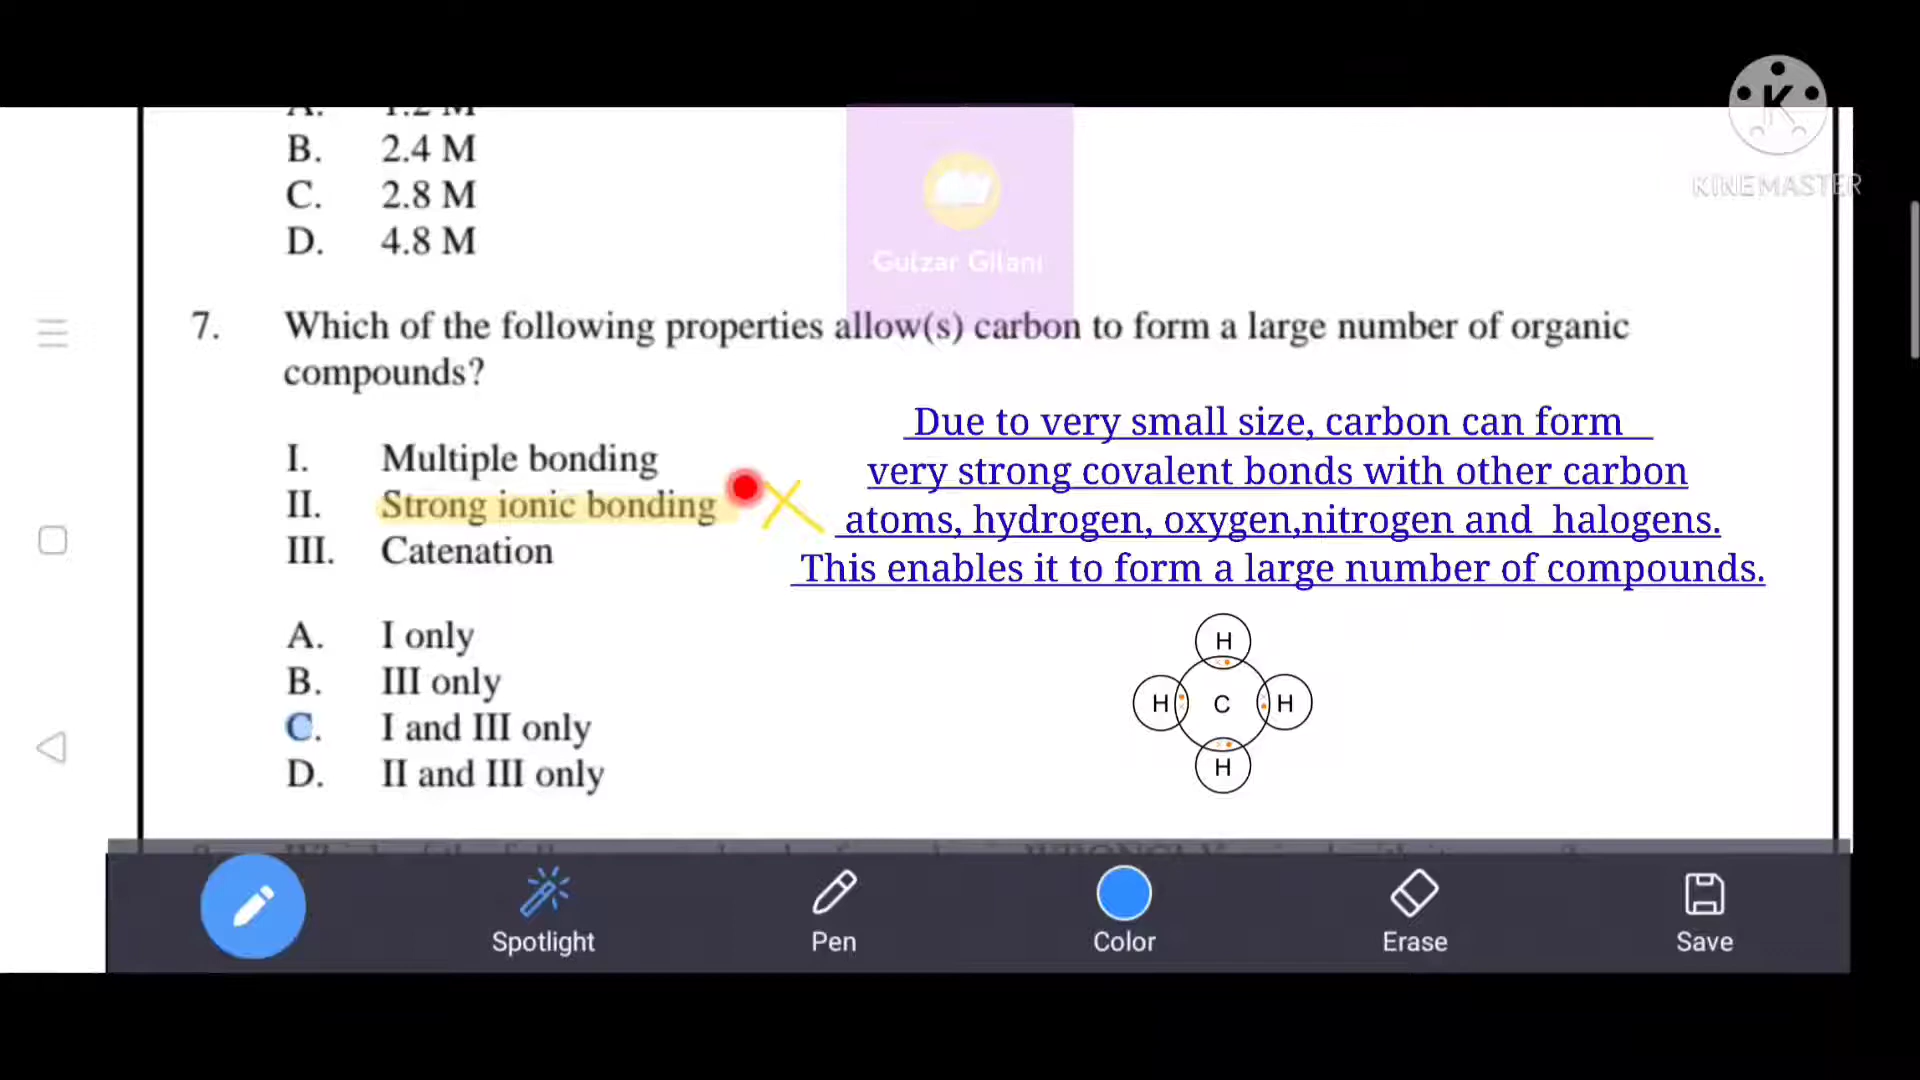 A. 1.2 M
B. 2.4 M
C. 2.8 M
D. 4.8 M
KINEMASTER
Gulzar Gilani
7. Which of the following properties allow(s) carbon to form a large number of organic
compounds?
I. Multiple bonding
II. Strong ionic bonding
III. Catenation
Due to very small size, carbon can form
very strong covalent bonds with other carbon
atoms, hydrogen, oxygen,nitrogen and halogens.
This enables it to form a large number of compounds.
A. I only
B. III only
C. I and III only
D. II and III only
H
H C H
H
Spotlight
Pen
Color
Erase
Save